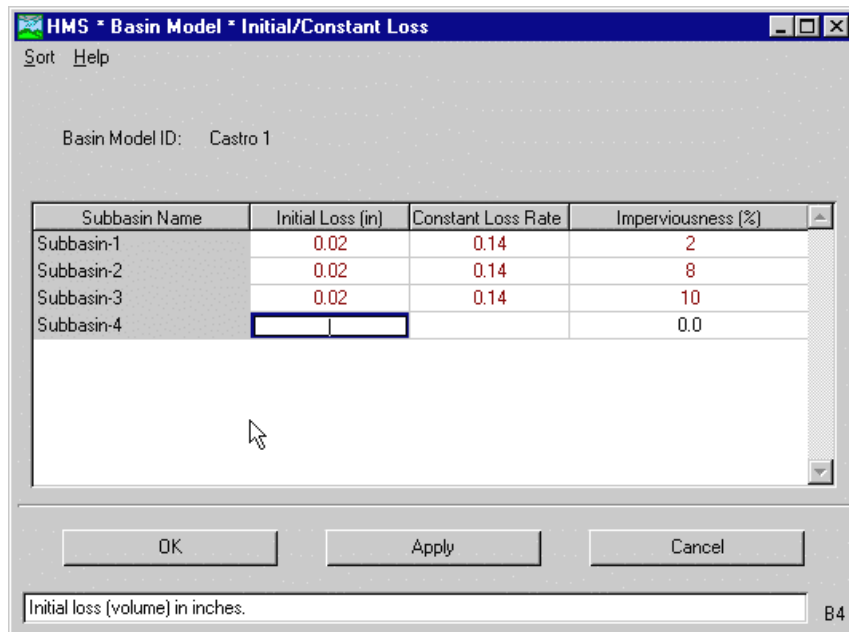 HMS * Basin Model * Initial/Constant Loss
Sort Help
Basin Model ID: Castro 1
Subbasin Name Initial Loss (in) Constant Loss Rate Imperviousness (%)
Subbasin-1 0.02 0.14 2
Subbasin-2 0.02 0.14 8
Subbasin-3 0.02 0.14 10
Subbasin-4 0.0
OK Apply Cancel
Initial loss (volume) in inches. B4